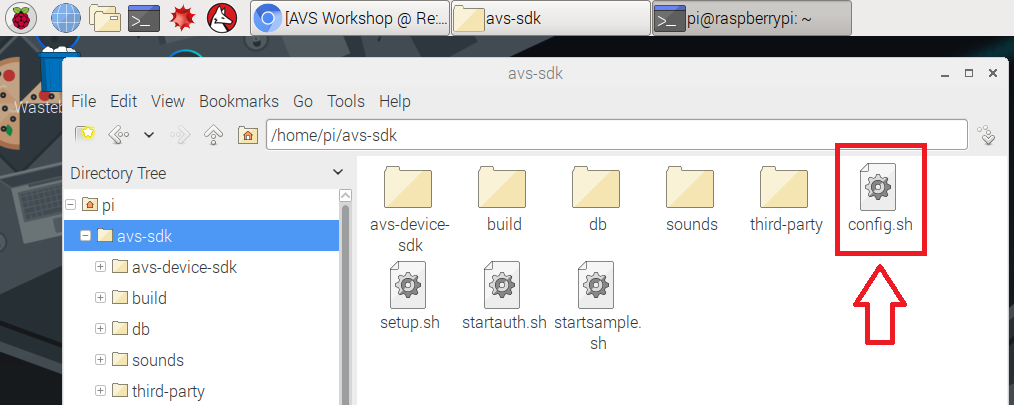 [AVS Workshop @ Re:...
avs-sdk
pi@raspberrypi: ~
avs-sdk
File Edit View Bookmarks Go Tools Help
/home/pi/avs-sdk
Directory Tree
pi
avs-sdk
avs-device-sdk
build
db
sounds
third-party
avs-device-
sdk
build
db
sounds
third-party
config.sh
setup.sh
startauth.sh
startsample.
sh